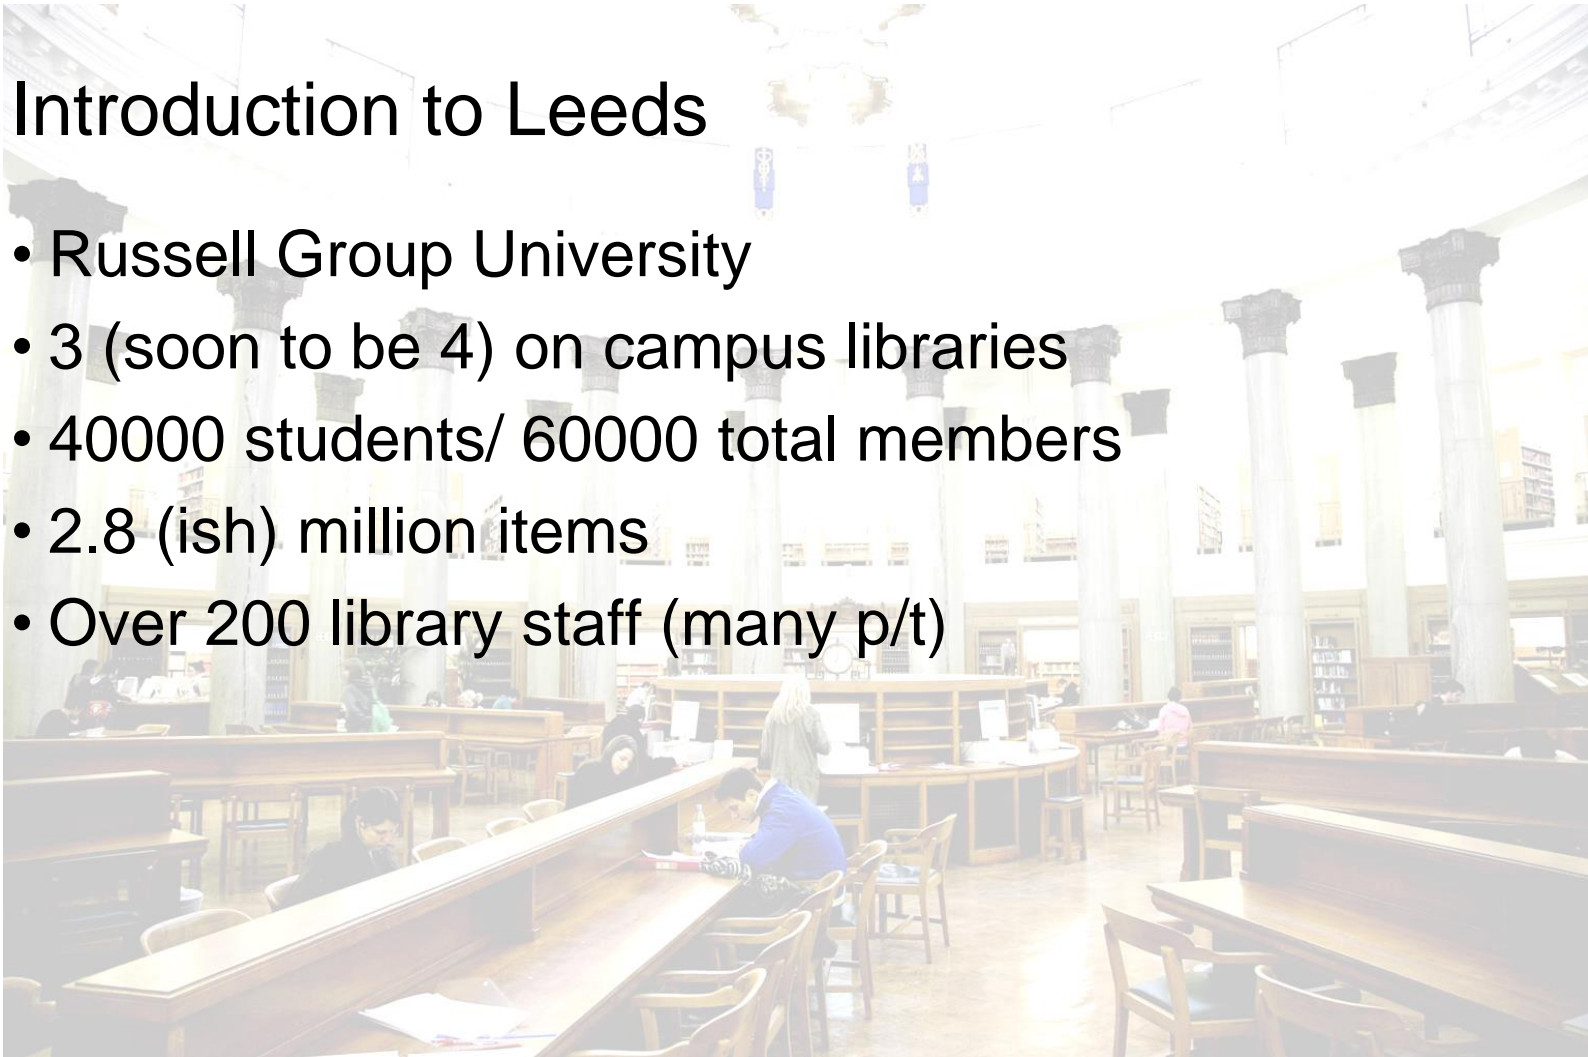 Introduction to Leeds
• Russell Group University
• 3 (soon to be 4) on campus libraries
• 40000 students/ 60000 total members
• 2.8 (ish) million items
• Over 200 library staff (many p/t)